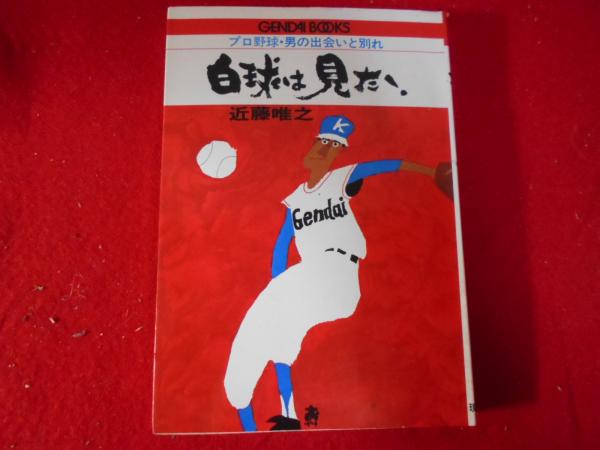 GENDAI BOOKS
プロ野球・男の出会いと別れ
白球は見た！
近藤唯之
K
Gendai